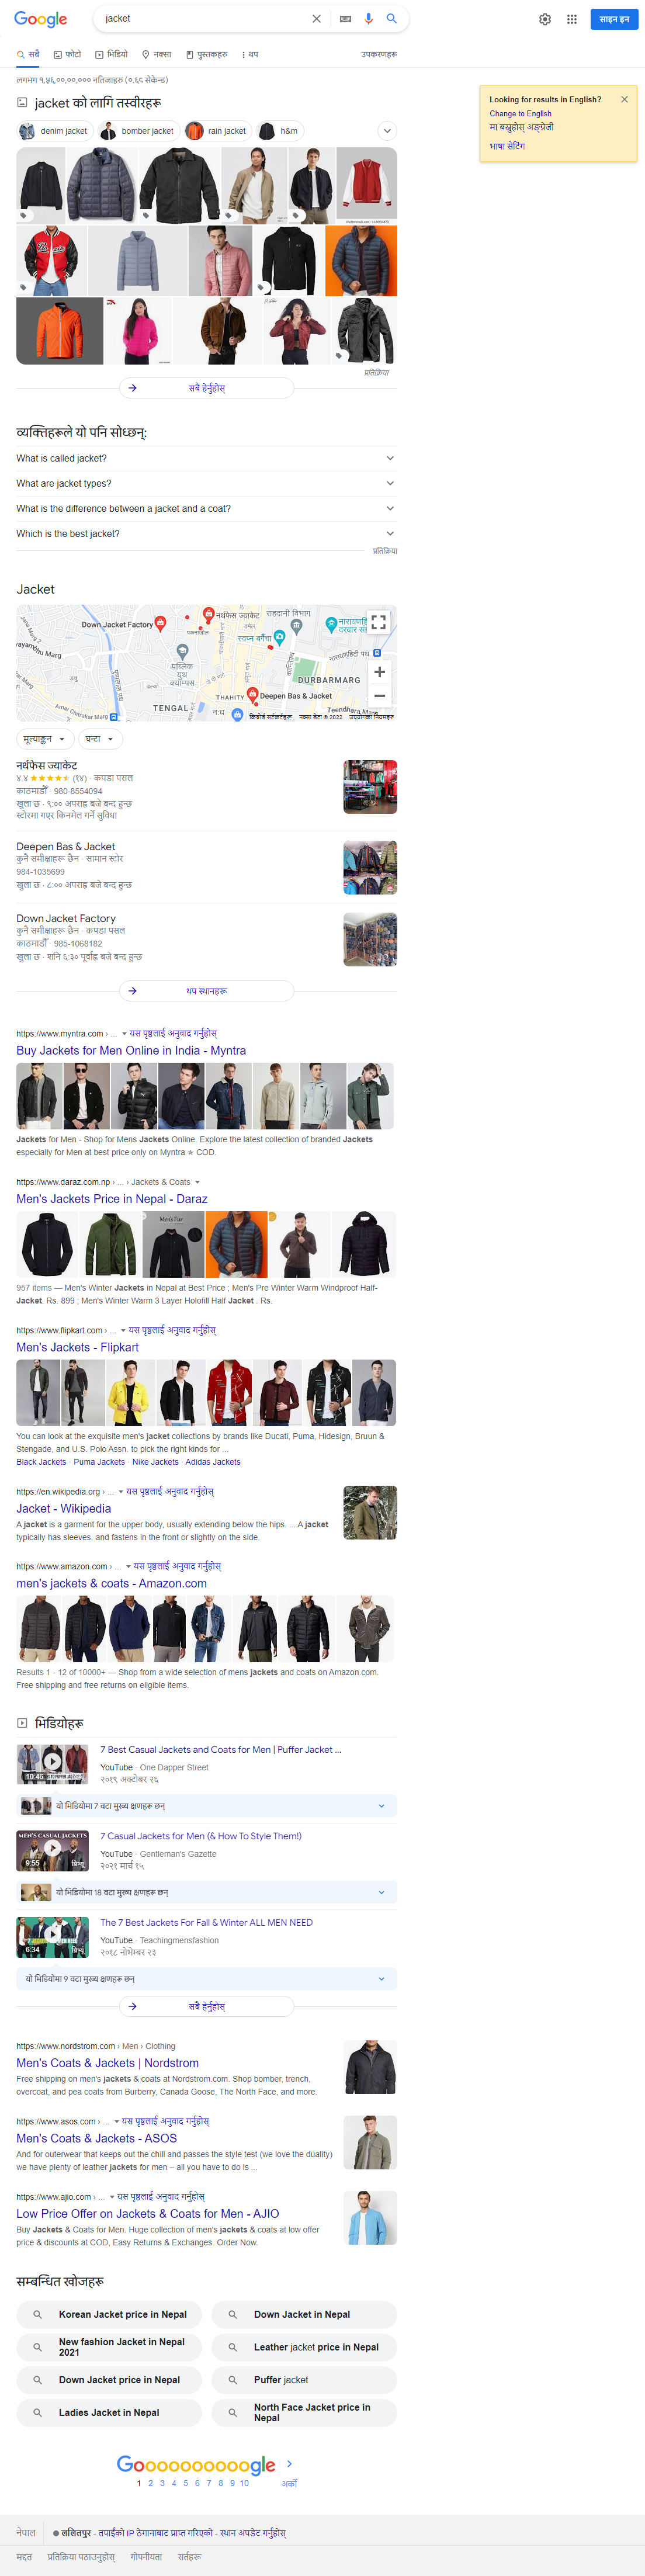 Google
jacket
साइन इन
सबै
फोटो
भिडियो
नक्सा
पुस्तकहरु
थप
उपकरणहरू
लगभग १,४६,००,००,००० नतिजाहरु (०.६९ सेकेन्ड)
Looking for results in English?
Change to English
मा बस्नुहोस् अङ्ग्रेजी
भाषा सेटिंग
jacket को लागि तस्वीरहरू
denim jacket
bomber jacket
rain jacket
h&m
प्रतिक्रिया
सबै हेर्नुहोस्
व्यक्तिहरूले यो पनि सोध्छन्:
What is called jacket?
What are jacket types?
What is the difference between a jacket and a coat?
Which is the best jacket?
प्रतिक्रिया
Jacket
Down Jacket Factory
नर्थफेस ज्याकेट
स्वप्न बगैँचा
पब्लिक
युथ
क्याम्पस
DURBARMARG
THAHITY
TENGAL
Deepen Bas & Jacket
किबोर्ड सर्टकटहरू
नक्सा डेटा © 2022
उपयोगका नियमहरु
मूल्याङ्कन
घन्टा
नर्थफेस ज्याकेट
४.४ (१४) · कपडा पसल
काठमाडौँ · 980-8554094
खुला छ ⋅ ९:०० अपराह्न बजे बन्द हुन्छ
स्टोरमा गएर किनमेल गर्ने सुविधा
Deepen Bas & Jacket
कुनै समीक्षाहरू छैन · सामान स्टोर
984-1035699
खुला छ ⋅ ८:०० अपराह्न बजे बन्द हुन्छ
Down Jacket Factory
कुनै समीक्षाहरू छैन · कपडा पसल
काठमाडौँ · 985-1068182
खुला छ ⋅ शनि ६:३० पूर्वाह्न बजे बन्द हुन्छ
थप स्थानहरू
https://www.myntra.com › ... यस पृष्ठलाई अनुवाद गर्नुहोस्
Buy Jackets for Men Online in India - Myntra
Jackets for Men - Shop for Mens Jackets Online. Explore the latest collection of branded Jackets
especially for Men at best price only on Myntra ★ COD.
https://www.daraz.com.np › ... › Jackets & Coats
Men's Jackets Price in Nepal - Daraz
957 items — Men's Winter Jackets in Nepal at Best Price ; Men's Pre Winter Warm Windproof Half-
Jacket. Rs. 899 ; Men's Winter Warm 3 Layer Holofill Half Jacket . Rs.
https://www.flipkart.com › ... यस पृष्ठलाई अनुवाद गर्नुहोस्
Men's Jackets - Flipkart
You can look at the exquisite men's jacket collections by brands like Ducati, Puma, Hidesign, Bruun &
Stengade, and U.S. Polo Assn. to pick the right kinds for ...
Black Jackets · Puma Jackets · Nike Jackets · Adidas Jackets
https://en.wikipedia.org › ... यस पृष्ठलाई अनुवाद गर्नुहोस्
Jacket - Wikipedia
A jacket is a garment for the upper body, usually extending below the hips. ... A jacket
typically has sleeves, and fastens in the front or slightly on the side.
https://www.amazon.com › ... यस पृष्ठलाई अनुवाद गर्नुहोस्
men's jackets & coats - Amazon.com
Results 1 - 12 of 10000+ — Shop from a wide selection of mens jackets and coats on Amazon.com.
Free shipping and free returns on eligible items.
भिडियोहरू
7 Best Casual Jackets and Coats for Men | Puffer Jacket ...
YouTube · One Dapper Street
२०१९ अक्टोबर २६
10:46
यो भिडियोमा 7 वटा मुख्य क्षणहरू छन्
7 Casual Jackets for Men (& How To Style Them!)
YouTube · Gentleman's Gazette
२०२१ मार्च १५
MEN'S CASUAL JACKETS
9:55
यो भिडियोमा 18 वटा मुख्य क्षणहरू छन्
The 7 Best Jackets For Fall & Winter ALL MEN NEED
YouTube · Teachingmensfashion
२०१८ नोभेम्बर २३
6:34
यो भिडियोमा 9 वटा मुख्य क्षणहरू छन्
सबै हेर्नुहोस्
https://www.nordstrom.com › Men › Clothing
Men's Coats & Jackets | Nordstrom
Free shipping on men's jackets & coats at Nordstrom.com. Shop bomber, trench,
overcoat, and pea coats from Burberry, Canada Goose, The North Face, and more.
https://www.asos.com › ... यस पृष्ठलाई अनुवाद गर्नुहोस्
Men's Coats & Jackets - ASOS
And for outerwear that keeps out the chill and passes the style test (we love the duality)
we have plenty of leather jackets for men – all you have to do is ...
https://www.ajio.com › ... यस पृष्ठलाई अनुवाद गर्नुहोस्
Low Price Offer on Jackets & Coats for Men - AJIO
Buy Jackets & Coats for Men. Huge collection of men's jackets & coats at low offer
price & discounts at COD, Easy Returns & Exchanges. Order Now.
सम्बन्धित खोजहरू
Korean Jacket price in Nepal
Down Jacket in Nepal
New fashion Jacket in Nepal
2021
Leather jacket price in Nepal
Down Jacket price in Nepal
Puffer jacket
Ladies Jacket in Nepal
North Face Jacket price in
Nepal
Goooooooooogle
1 2 3 4 5 6 7 8 9 10 अर्को
नेपाल
ललितपुर - तपाईंको IP ठेगानाबाट प्राप्त गरिएको - स्थान अपडेट गर्नुहोस्
मद्दत प्रतिक्रिया पठाउनुहोस् गोपनीयता सर्तहरू